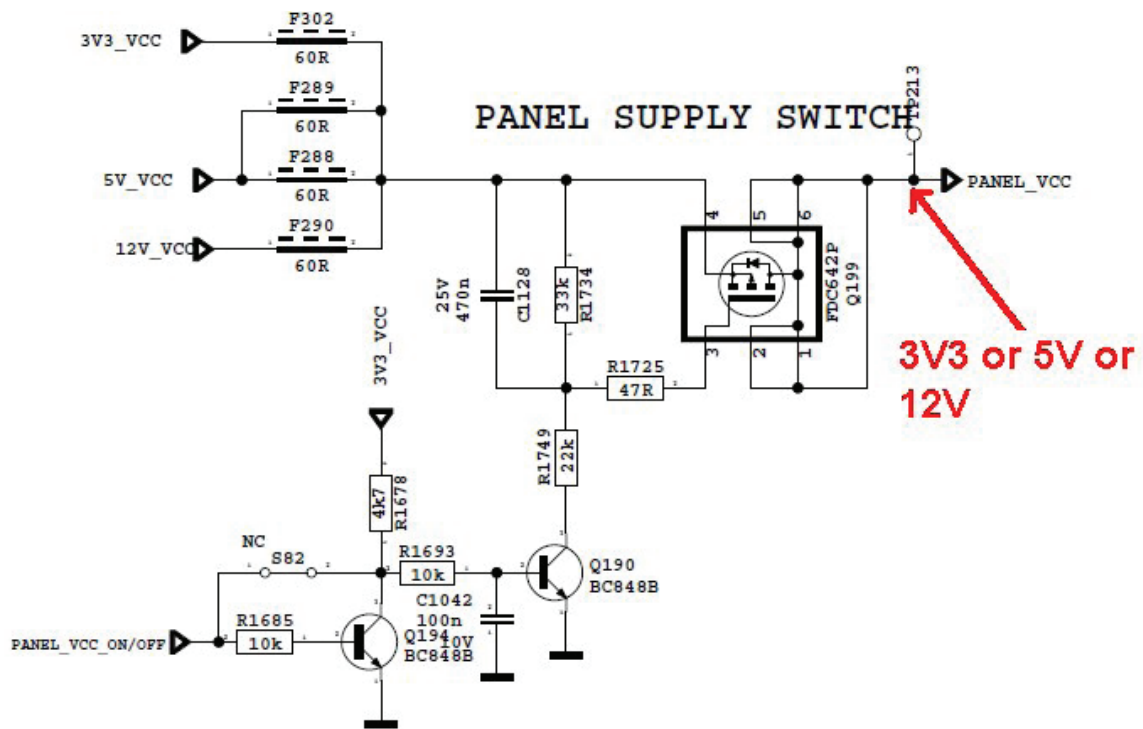 F302
3V3_VCC
60R
F289
60R
PANEL SUPPLY SWITCH
TP213
F288
5V_VCC
60R
PANEL_VCC
F290
12V_VCC
60R
4
5
6
25V
470n
C1128
33k
R1734
FDC642P
Q199
3
2
1
3V3 or 5V or
12V
3V3_VCC
R1725
47R
R1749
22k
4k7
R1678
NC
S82
R1693
10k
Q190
BC848B
C1042
100n
10V
R1685
PANEL_VCC_ON/OFF
10k
Q194
BC848B